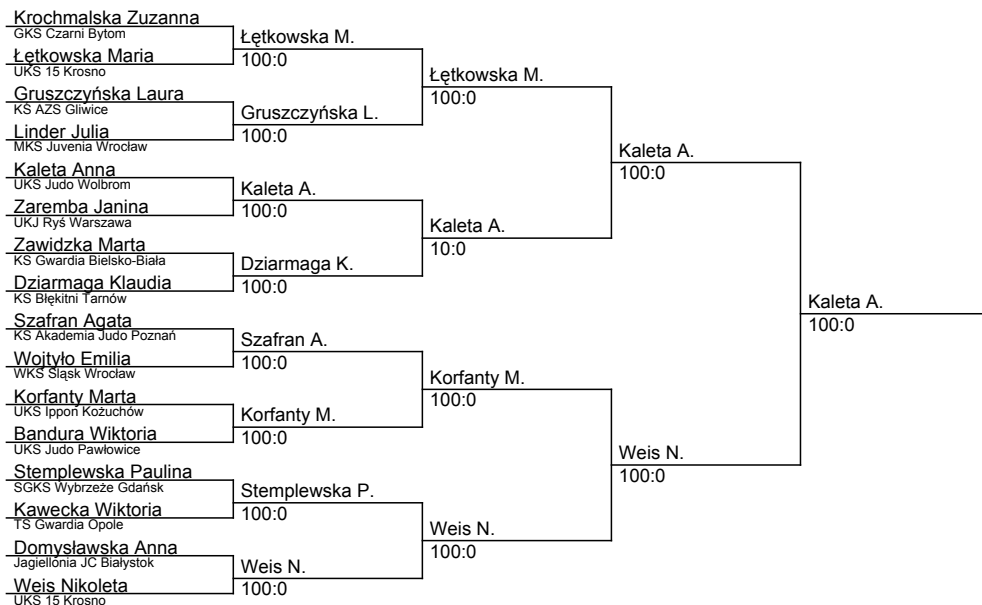 Krochmalska Zuzanna
GKS Czarni Bytom
Łętkowska Maria
UKS 15 Krosno
Gruszczyńska Laura
KŚ AZS Gliwice
Linder Julia
MKS Juvenia Wrocław
Kaleta Anna
UKS Judo Wolbrom
Zaremba Janina
UKJ Ryś Warszawa
Zawidzka Marta
KS Gwardia Bielsko-Biała
Dziarmaga Klaudia
KS Błękitni Tarnów
Szafran Agata
KS Akademia Judo Poznań
Wojtyło Emilia
WKS Śląsk Wrocław
Korfanty Marta
UKS Ippon Kożuchów
Bandura Wiktoria
UKS Judo Pawłowice
Stemplewska Paulina
SGKS Wybrzeże Gdańsk
Kawecka Wiktoria
TS Gwardia Opole
Domysławska Anna
Jagiellonia JC Białystok
Weis Nikoleta
UKS 15 Krosno
Łętkowska M.
100:0
Gruszczyńska L.
100:0
Kaleta A.
100:0
Dziarmaga K.
100:0
Szafran A.
100:0
Korfanty M.
100:0
Stemplewska P.
100:0
Weis N.
100:0
Łętkowska M.
100:0
Kaleta A.
10:0
Korfanty M.
100:0
Weis N.
100:0
Kaleta A.
100:0
Weis N.
100:0
Kaleta A.
100:0